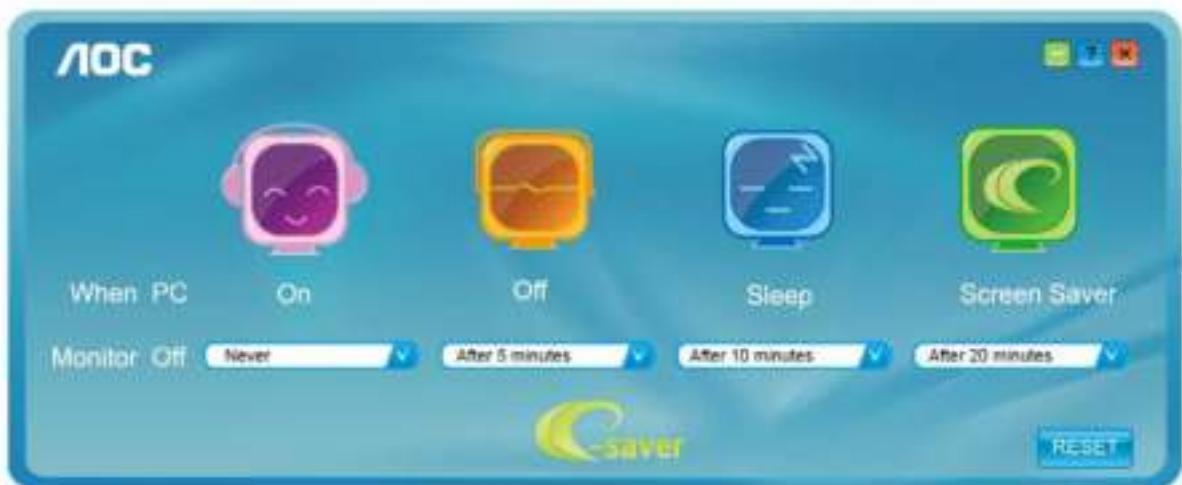 AOC
?
When PC On Off Sleep Screen Saver
Monitor Off Never After 5 minutes After 10 minutes After 20 minutes
e-saver
RESET